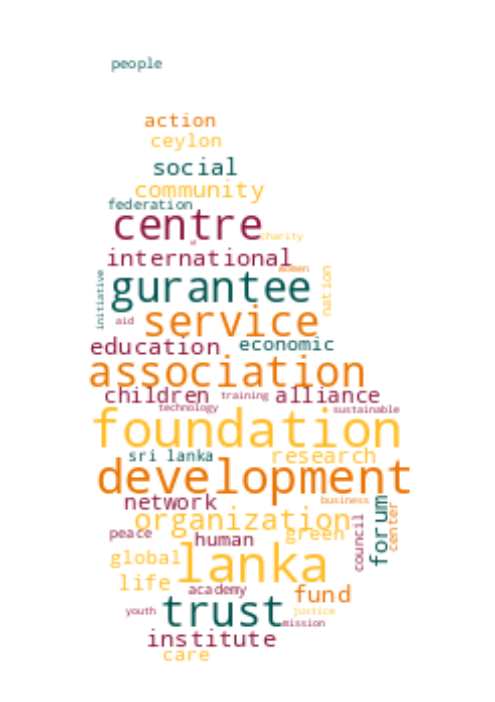 people
action
ceylon
social
community
federation
centre
charity
of
international
women
initiative
gurantee
nation
aid
service
education
economic
association
children
training
alliance
technology
sustainable
foundation
sri lanka
research
development
network
business
organization
forum
center
council
peace
human
green
global
lanka
life
academy
fund
youth
trust
justice
mission
institute
care